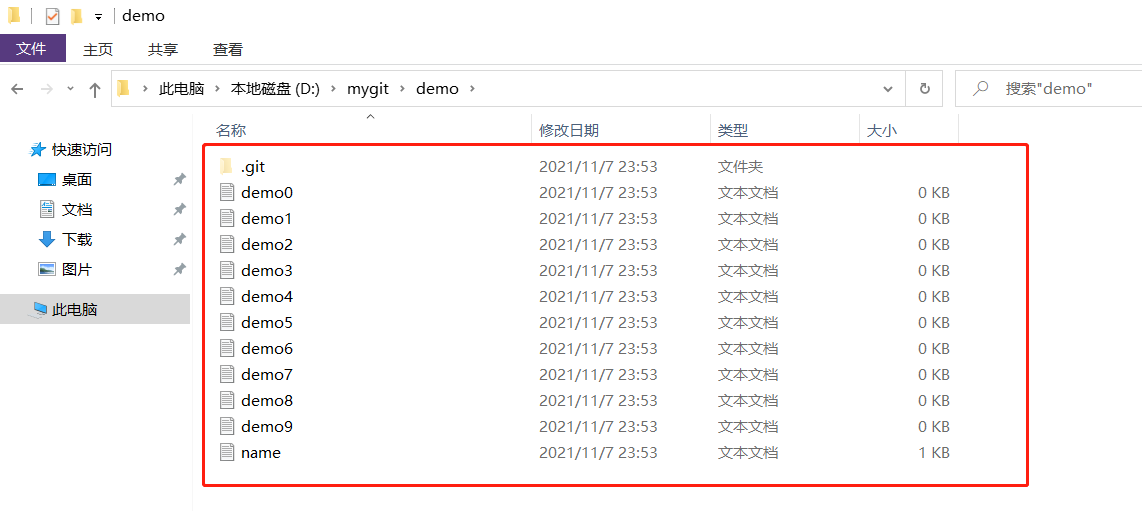 demo
文件 主页 共享 查看
此电脑 本地磁盘 (D:) mygit demo 搜索"demo"
名称 修改日期 类型 大小
快速访问
桌面
文档
下载
图片
此电脑
.git 2021/11/7 23:53 文件夹
demo0 2021/11/7 23:53 文本文档 0 KB
demo1 2021/11/7 23:53 文本文档 0 KB
demo2 2021/11/7 23:53 文本文档 0 KB
demo3 2021/11/7 23:53 文本文档 0 KB
demo4 2021/11/7 23:53 文本文档 0 KB
demo5 2021/11/7 23:53 文本文档 0 KB
demo6 2021/11/7 23:53 文本文档 0 KB
demo7 2021/11/7 23:53 文本文档 0 KB
demo8 2021/11/7 23:53 文本文档 0 KB
demo9 2021/11/7 23:53 文本文档 0 KB
name 2021/11/7 23:53 文本文档 1 KB